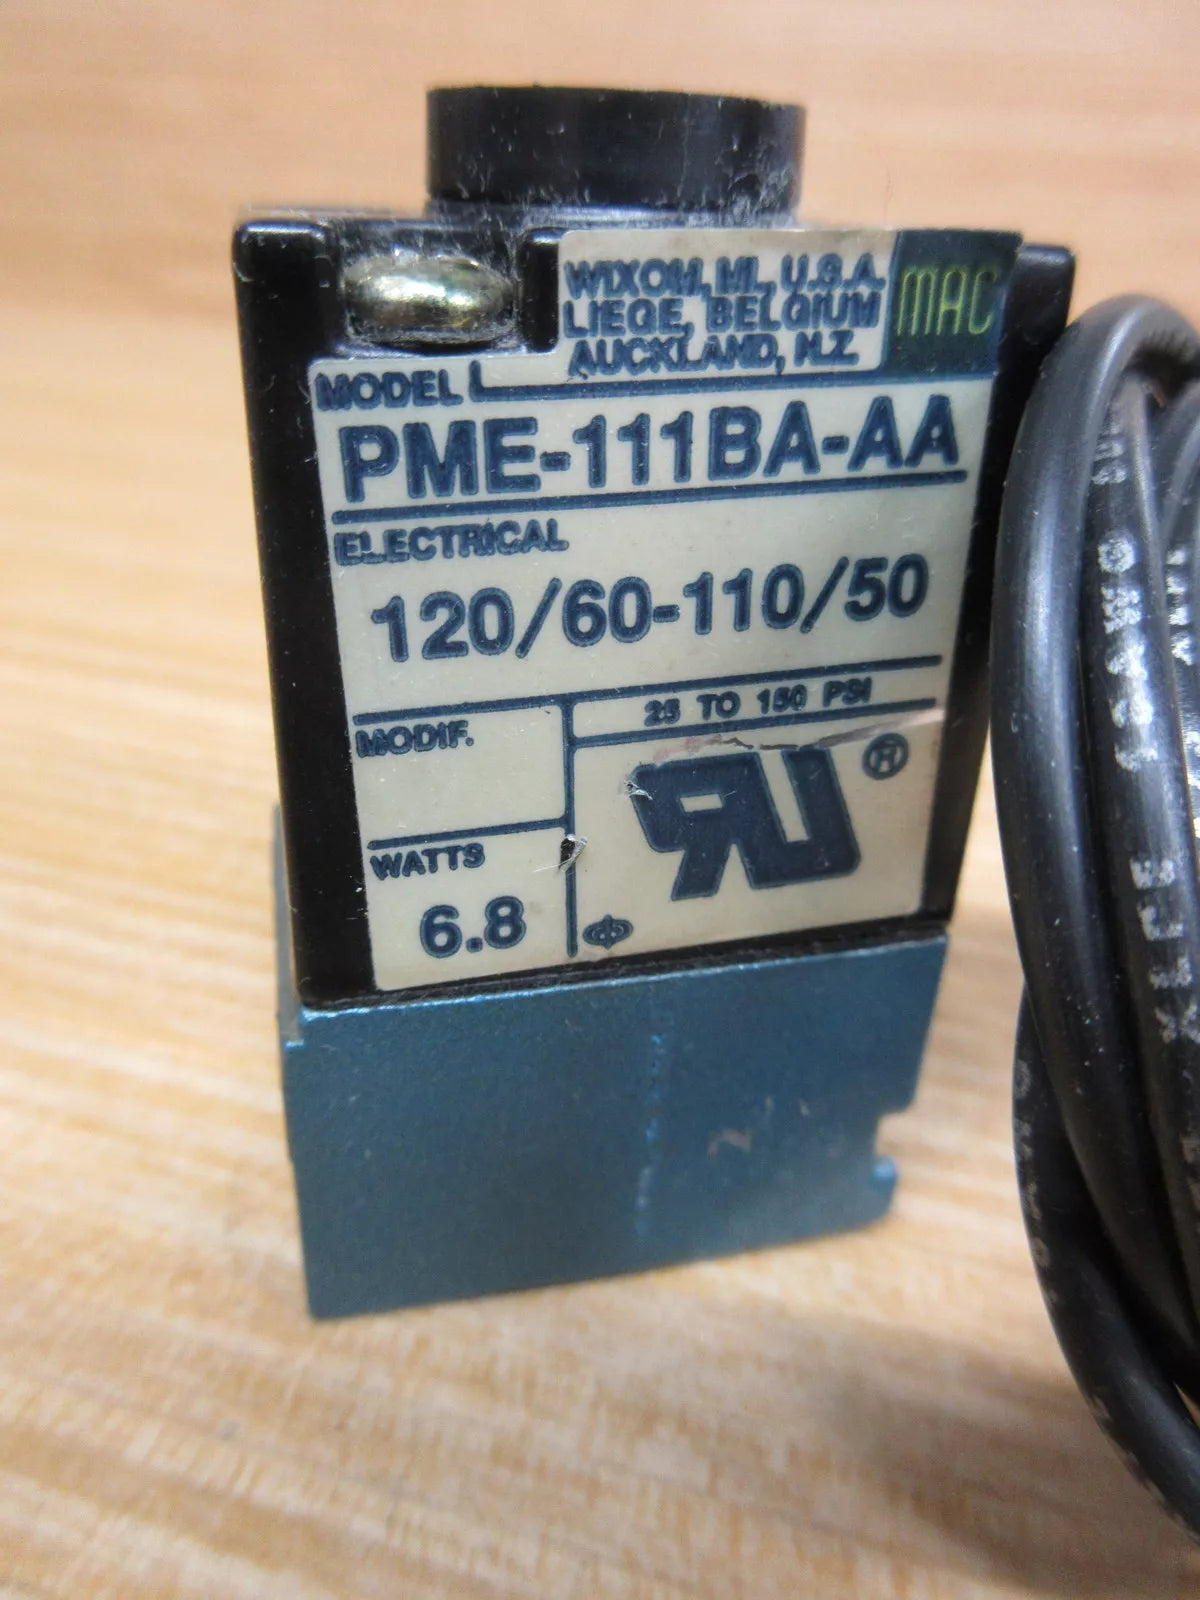 WIXOM, MI, U.S.A.
LIEGE, BELGIUM
AUCKLAND, N.Z.
MAC
MODEL
PME-111BA-AA
ELECTRICAL
120/60-110/50
25 TO 150 PSI
MODIF.
UR ®
WATTS
6.8